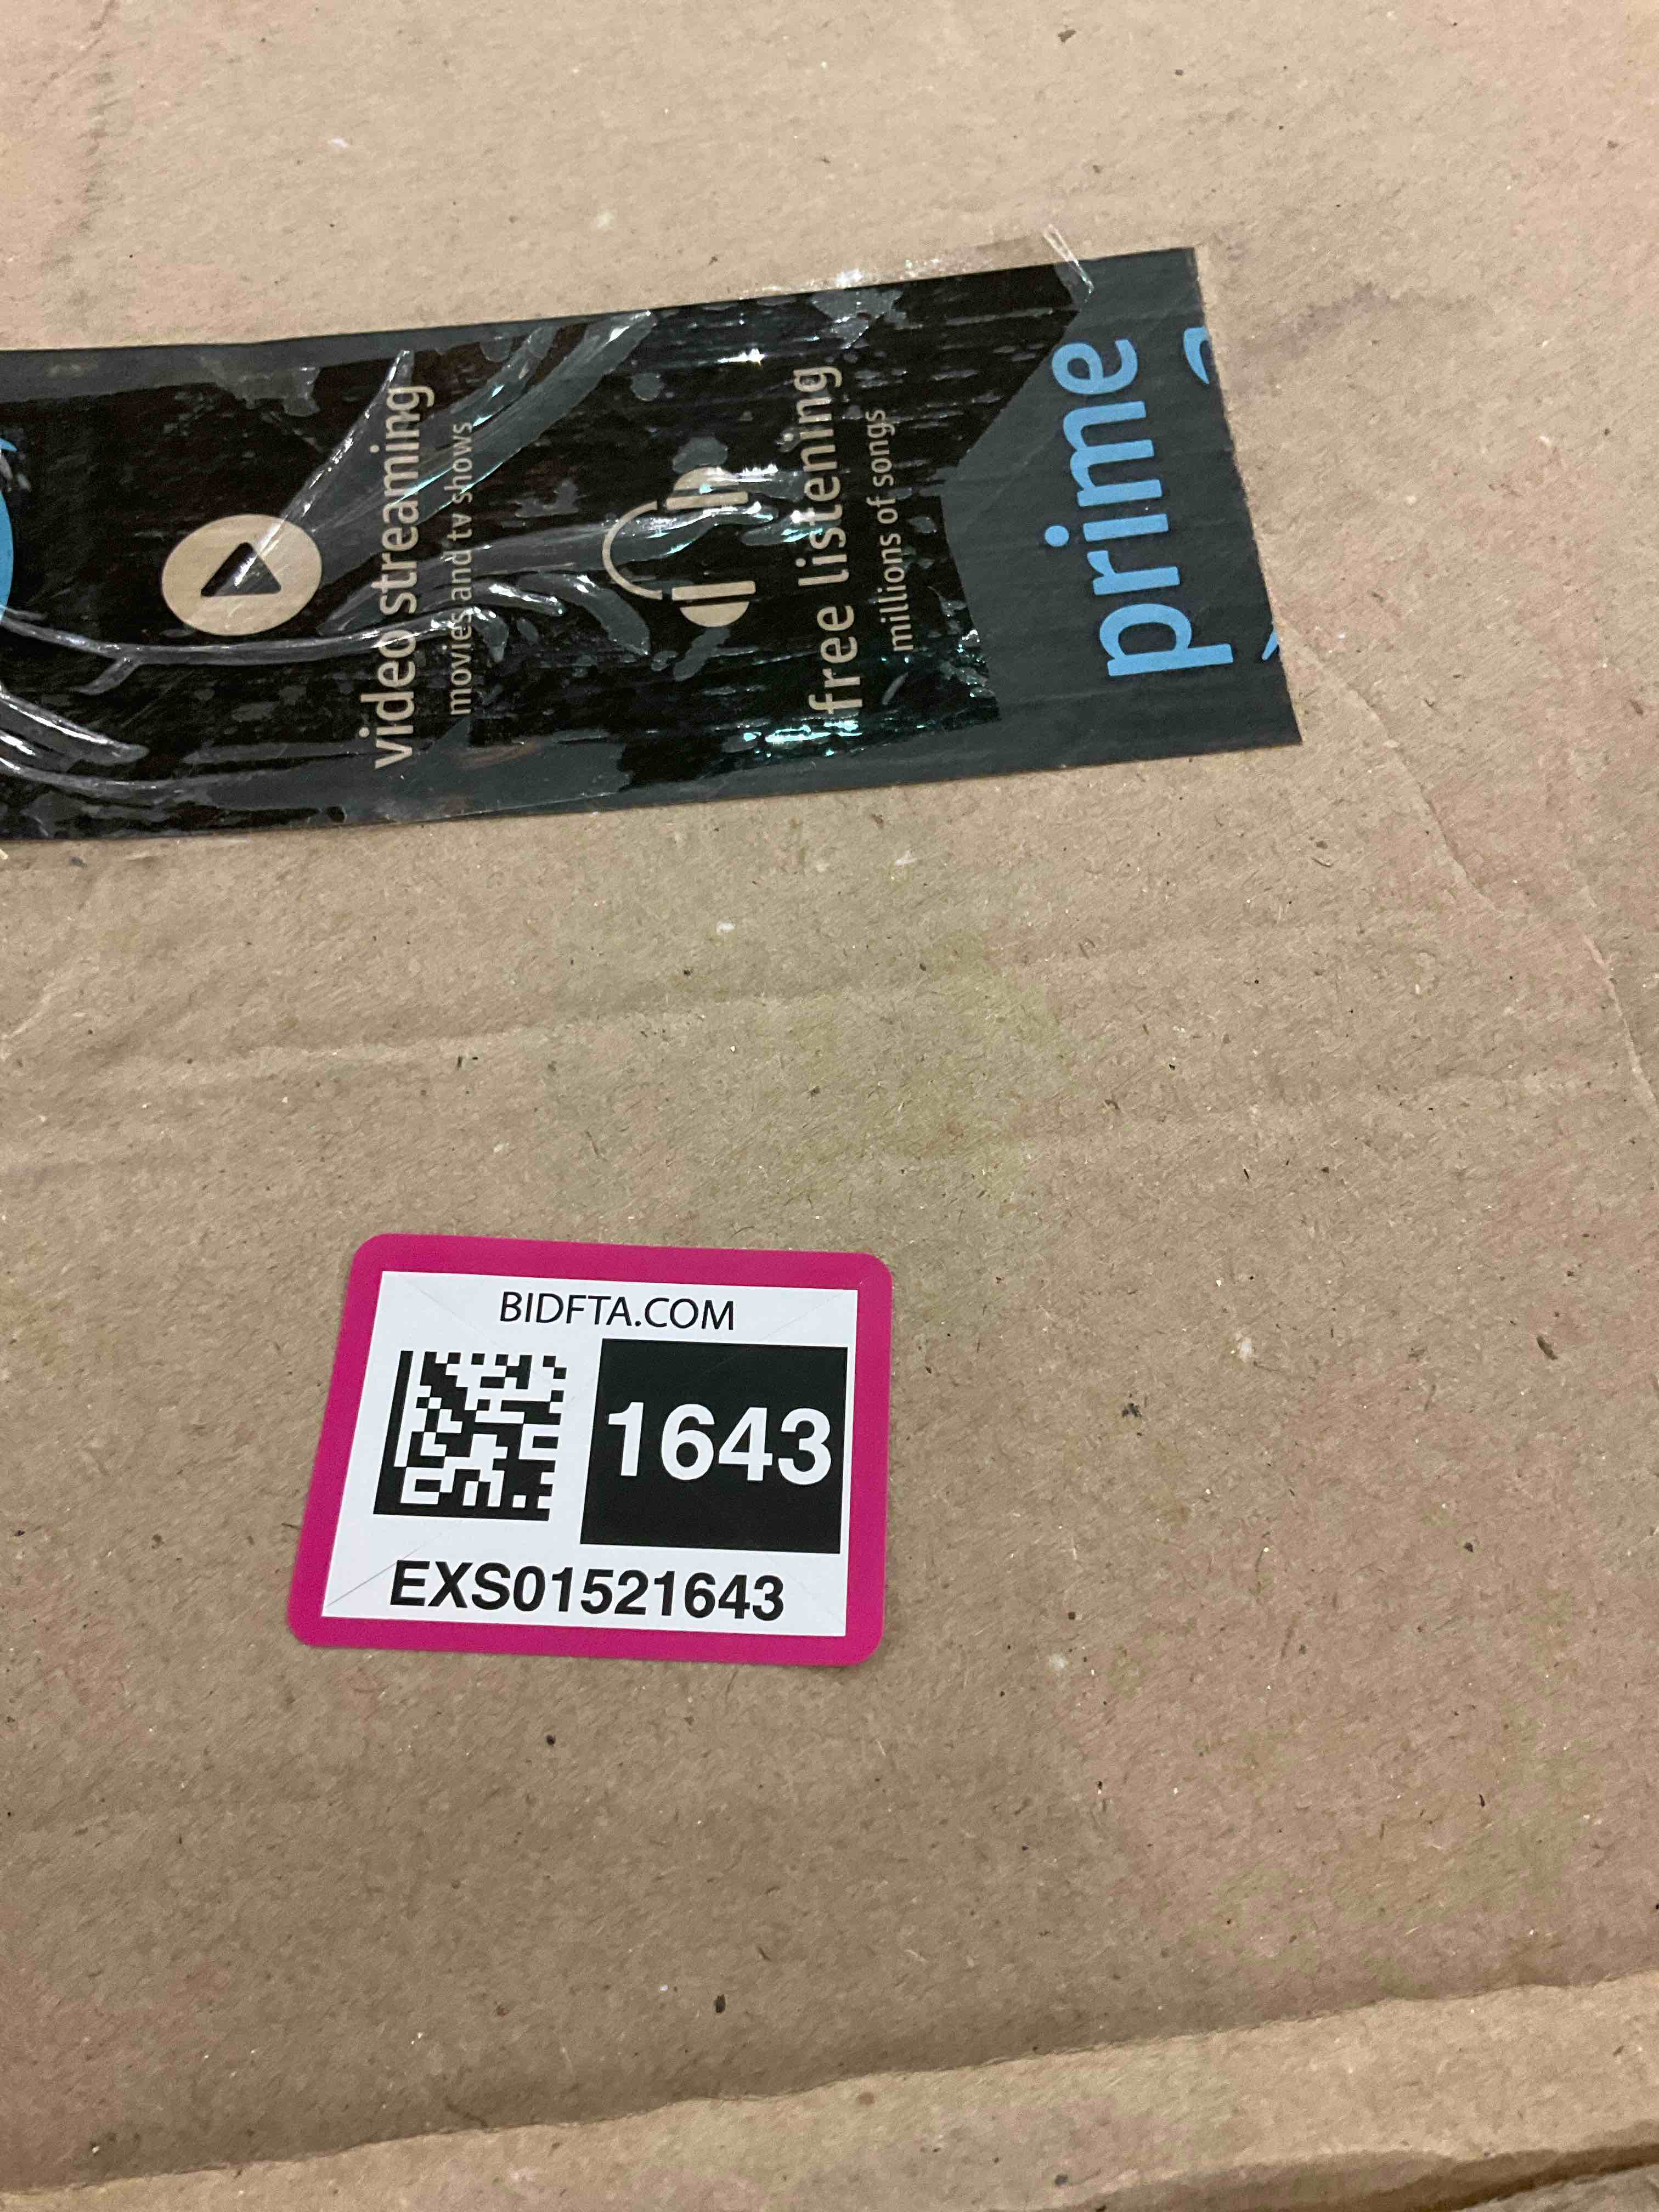 video streaming
movies and tv shows
free listening
millions of songs
prime
BIDFTA.COM
1643
EXS01521643